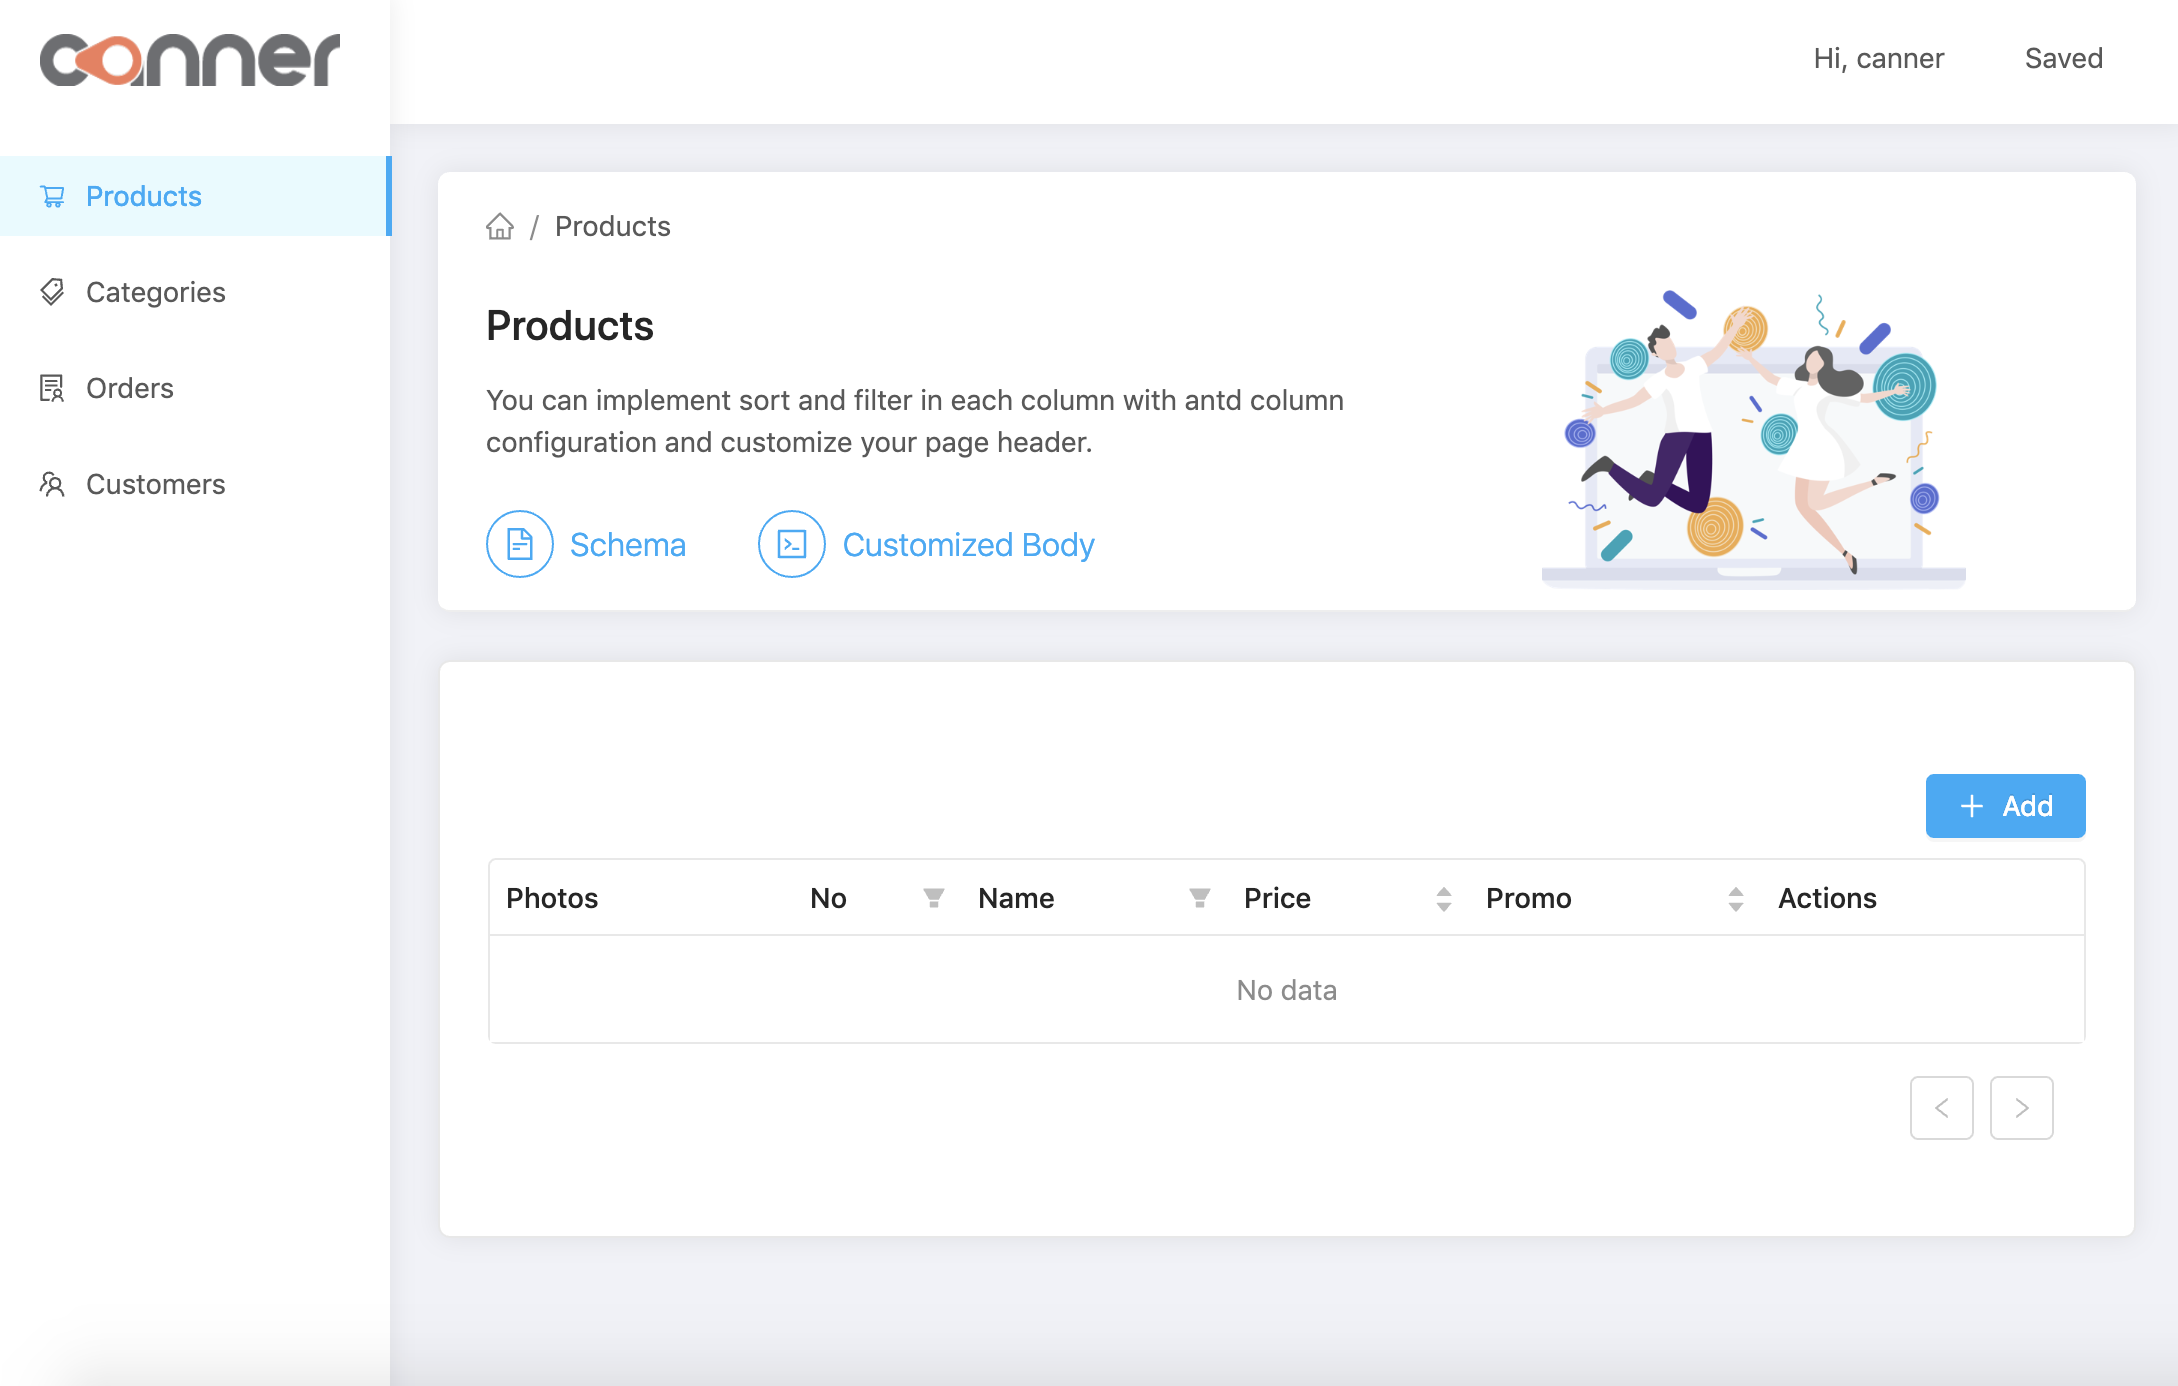 canner
Hi, canner
Saved
Products
Categories
Orders
Customers
/ Products
Products
You can implement sort and filter in each column with antd column
configuration and customize your page header.
Schema
Customized Body
+ Add
Photos No Name Price Promo Actions
No data
< >